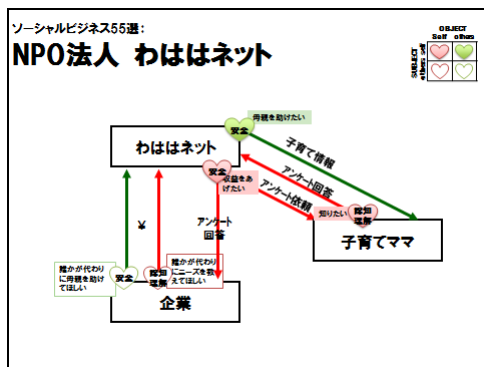 ソーシャルビジネス55選：
NPO法人 わははネット
OBJECT
Self others
SUBJECT
others self
母親を助けたい
安全
わははネット
子育て情報
安全
収益をあ
げたい
アンケート回答
アンケート依頼
知りたい
認知
理解
子育てママ
¥
アンケート
回答
誰かが代わり
に母親を助け
てほしい
安全
認知
理解
誰かが代わり
にニーズを教
えてほしい
企業